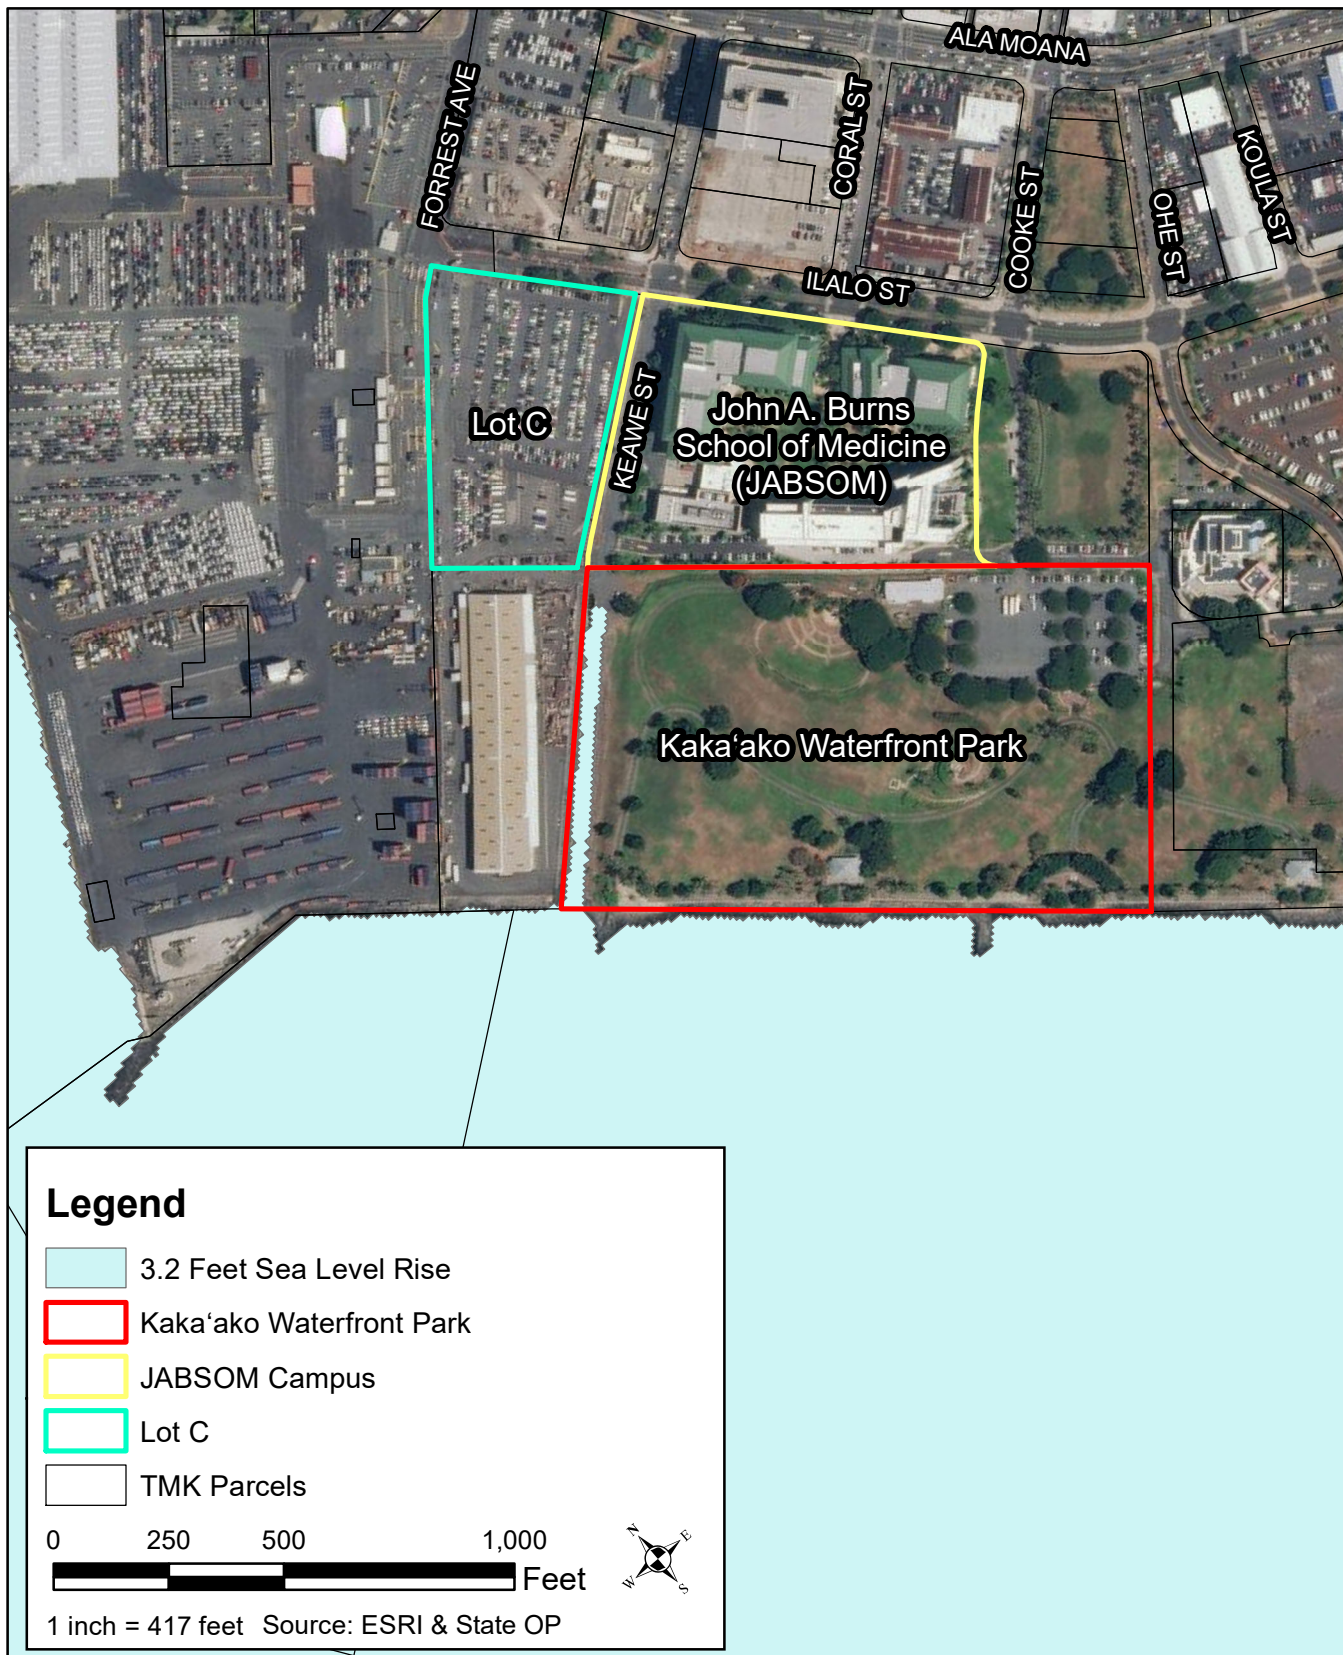 ALA MOANA
FORREST AVE
CORAL ST
COOKE ST
OHE ST
KOULA ST
ILALO ST
KEAWE ST
Lot C
John A. Burns
School of Medicine
(JABSOM)
Kaka‘ako Waterfront Park
Legend
3.2 Feet Sea Level Rise
Kaka‘ako Waterfront Park
JABSOM Campus
Lot C
TMK Parcels
0 250 500 1,000
Feet
N E
W S
1 inch = 417 feet Source: ESRI & State OP